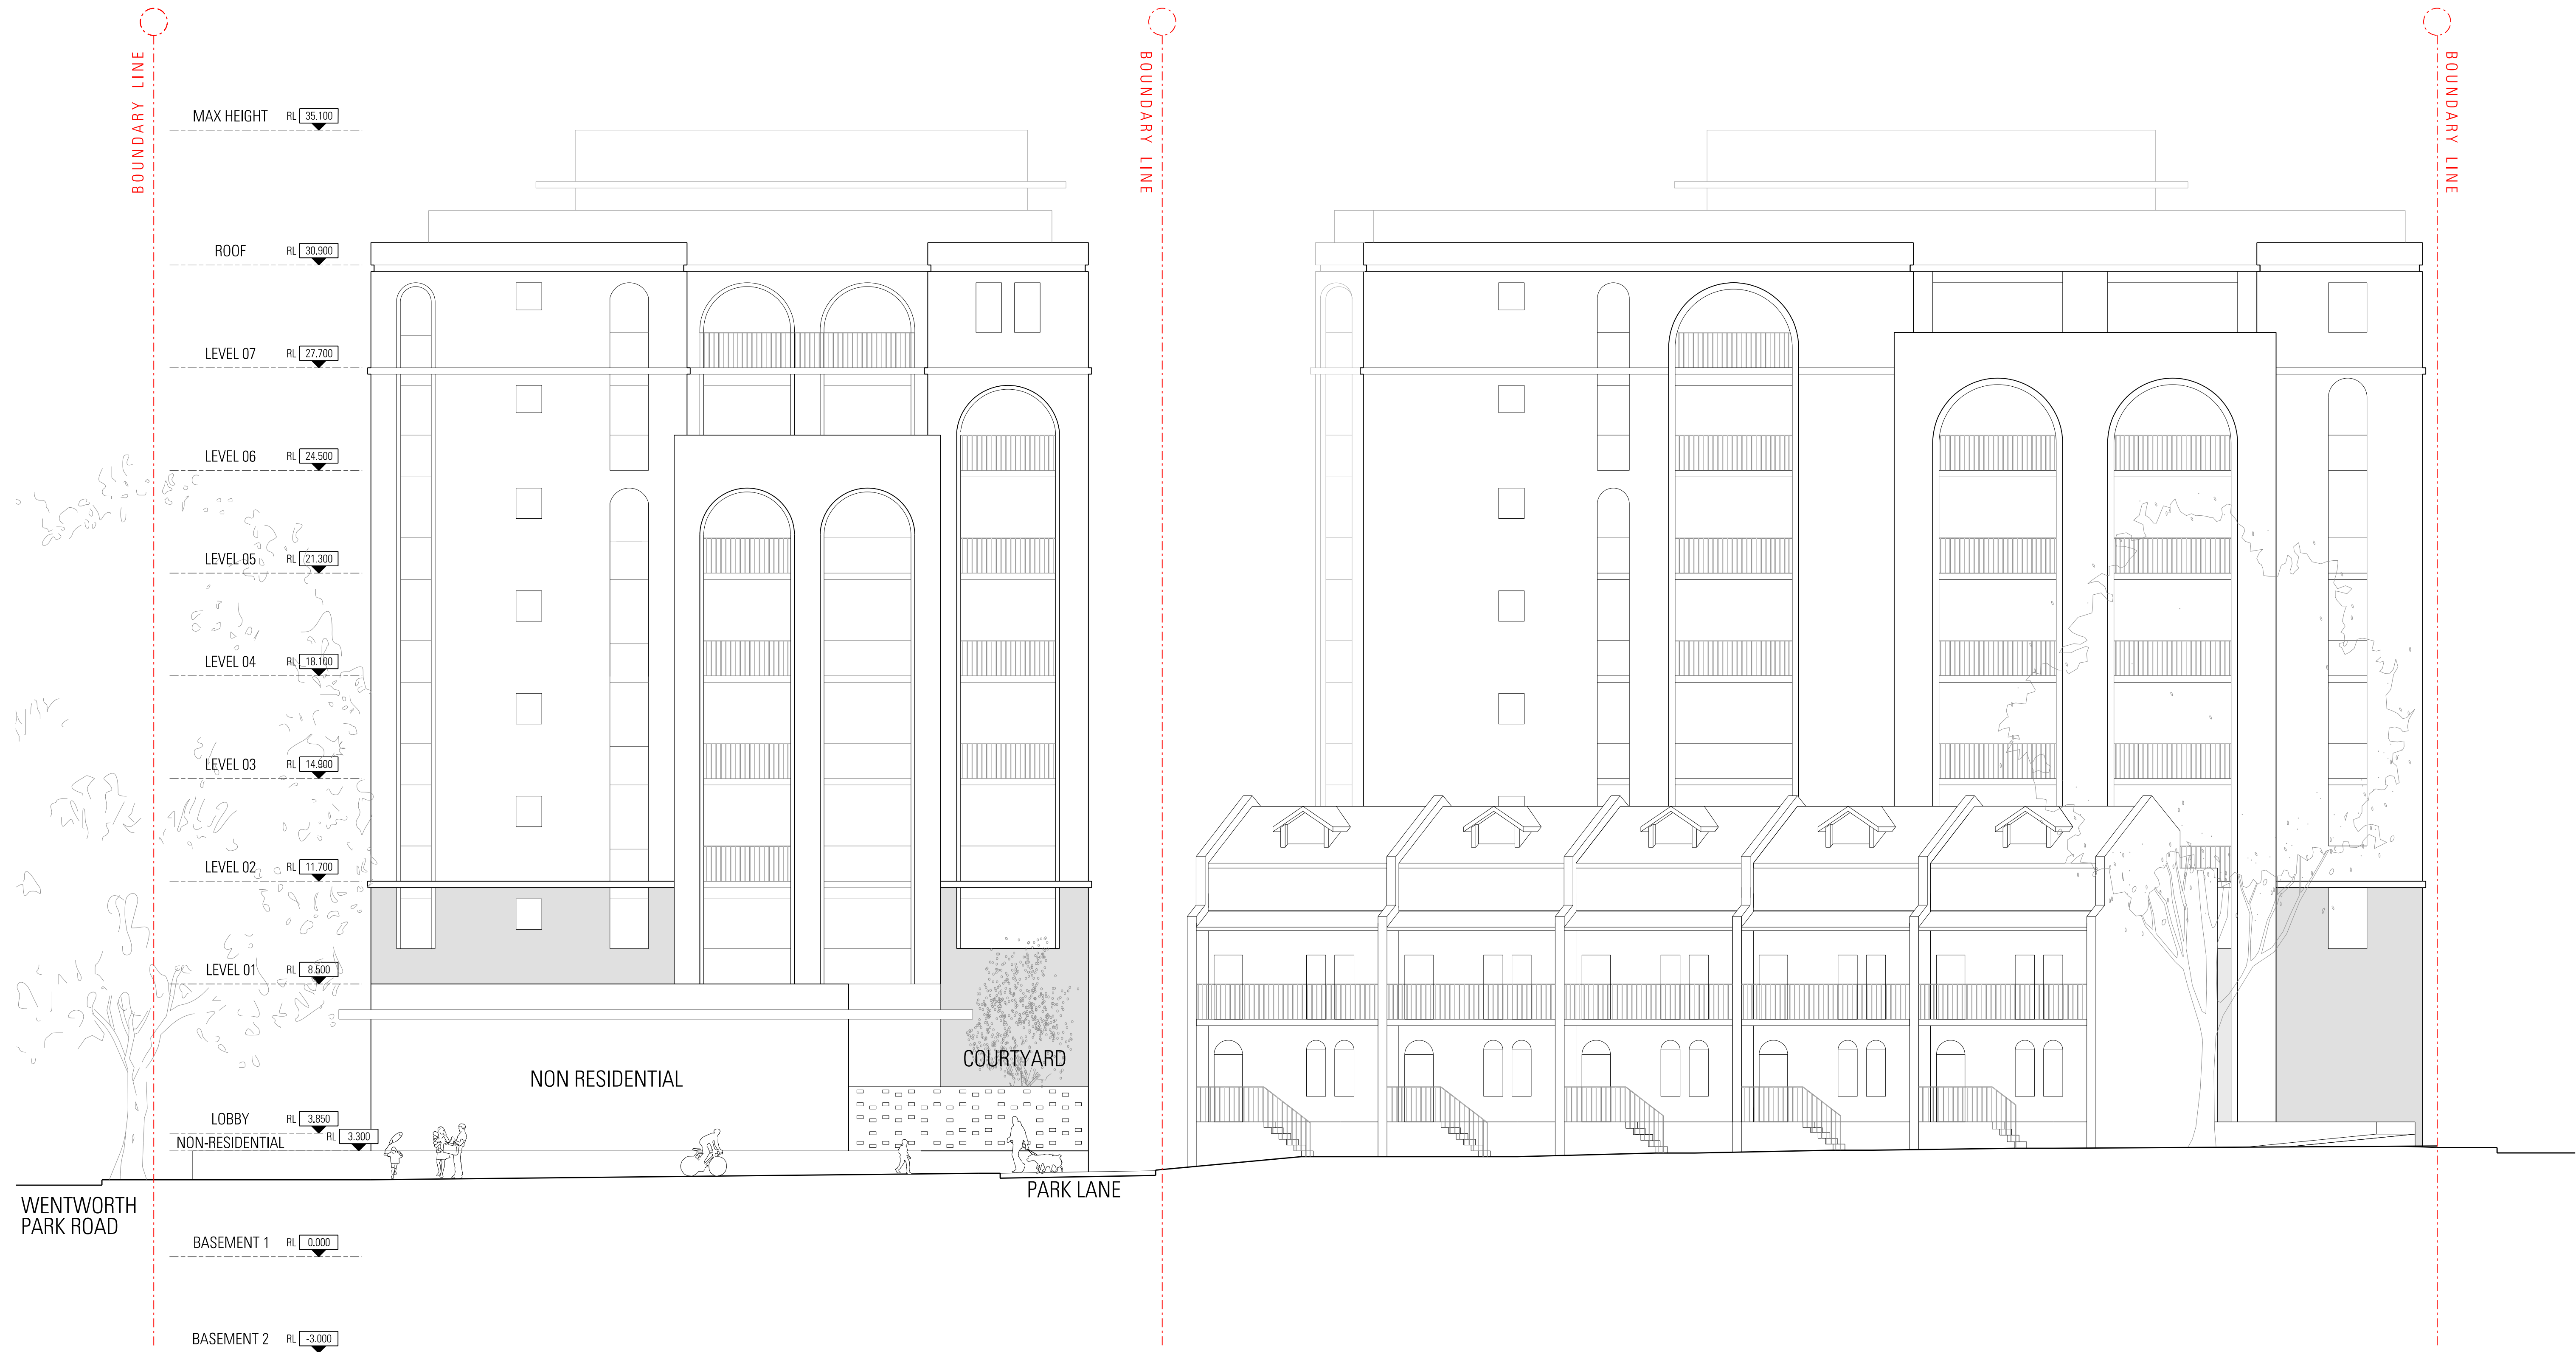 BOUNDARY LINE
BOUNDARY LINE
BOUNDARY LINE
MAX HEIGHT RL 35.100
ROOF RL 30.900
LEVEL 07 RL 27.700
LEVEL 06 RL 24.500
LEVEL 05 RL 21.300
LEVEL 04 RL 18.100
LEVEL 03 RL 14.900
LEVEL 02 RL 11.700
LEVEL 01 RL 8.500
COURTYARD
NON RESIDENTIAL
LOBBY RL 3.850
NON-RESIDENTIAL RL 3.300
PARK LANE
WENTWORTH
PARK ROAD
BASEMENT 1 RL 0.000
BASEMENT 2 RL -3.000